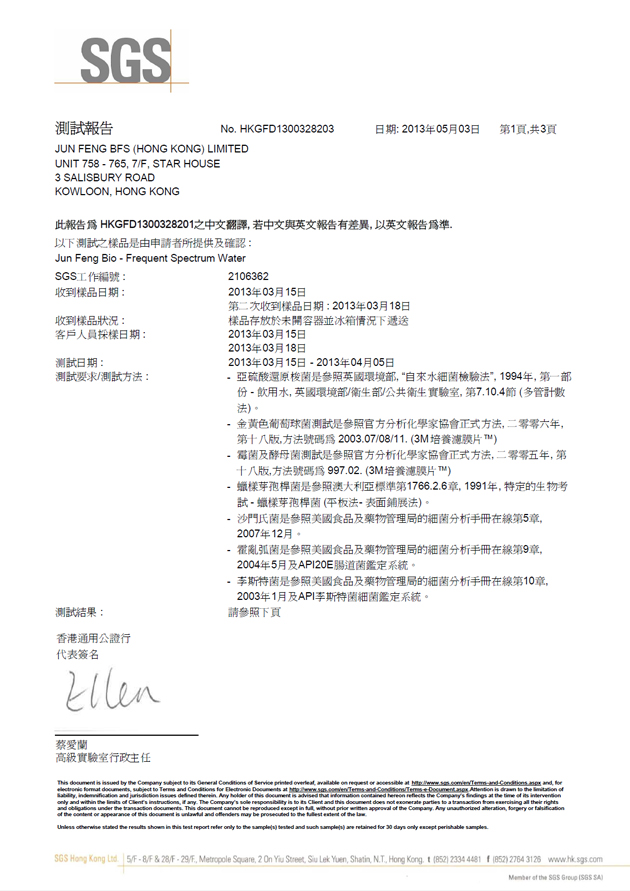 SGS
測試報告 No. HKGFD1300328203 日期: 2013年05月03日 第1頁,共3頁
JUN FENG BFS (HONG KONG) LIMITED
UNIT 758 - 765, 7/F, STAR HOUSE
3 SALISBURY ROAD
KOWLOON, HONG KONG
此報告爲 HKGFD1300328201之中文翻譯, 若中文與英文報告有差異, 以英文報告爲準.
以下測試之樣品是由申請者所提供及確認 :
Jun Feng Bio - Frequent Spectrum Water
SGS工作編號 : 2106362
收到樣品日期 : 2013年03月15日
第二次收到樣品日期 : 2013年03月18日
收到樣品狀況 : 樣品存放於未開容器並冰箱情況下遞送
客戶人員採樣日期 : 2013年03月15日
2013年03月18日
測試日期 : 2013年03月15日 - 2013年04月05日
測試要求/測試方法 : - 亞硫酸還原梭菌是參照英國環境部, “自來水細菌檢驗法”, 1994年, 第一部
份 - 飲用水, 英國環境部/衛生部/公共衛生實驗室, 第7.10.4節 (多管計數
法)。
- 金黃色葡萄球菌測試是參照官方分析化學家協會正式方法, 二零零六年,
第十八版,方法號碼爲 2003.07/08/11. (3M培養濾膜片™)
- 霉菌及酵母菌測試是參照官方分析化學家協會正式方法, 二零零五年, 第
十八版,方法號碼爲 997.02. (3M培養濾膜片™)
- 蠟樣芽孢桿菌是參照澳大利亞標準第1766.2.6章, 1991年, 特定的生物考
試 - 蠟樣芽孢桿菌 (平板法- 表面鋪展法)。
- 沙門氏菌是參照美國食品及藥物管理局的細菌分析手冊在線第5章,
2007年12月。
- 霍亂弧菌是參照美國食品及藥物管理局的細菌分析手冊在線第9章,
2004年5月及API20E腸道菌鑑定系統。
- 李斯特菌是參照美國食品及藥物管理局的細菌分析手冊在線第10章,
2003年1月及API李斯特菌細菌鑑定系統。
測試結果 : 請參照下頁
香港通用公證行
代表簽名
Ellen
蔡愛蘭
高級實驗室行政主任
This document is issued by the Company subject to its General Conditions of Service printed overleaf, available on request or accessible at http://www.sgs.com/en/Terms-and-Conditions.aspx and, for
electronic format documents, subject to Terms and Conditions for Electronic Documents at http://www.sgs.com/en/Terms-and-Conditions/Terms-e-Document.aspx.Attention is drawn to the limitation of
liability, indemnification and jurisdiction issues defined therein. Any holder of this document is advised that information contained hereon reflects the Company's findings at the time of its intervention
only and within the limits of Client's instructions, if any. The Company's sole responsibility is to its Client and this document does not exonerate parties to a transaction from exercising all their rights
and obligations under the transaction documents. This document cannot be reproduced except in full, without prior written approval of the Company. Any unauthorized alteration, forgery or falsification
of the content or appearance of this document is unlawful and offenders may be prosecuted to the fullest extent of the law.
Unless otherwise stated the results shown in this test report refer only to the sample(s) tested and such sample(s) are retained for 30 days only except perishable samples.
SGS Hong Kong Ltd. 5/F - 8/F & 28/F - 29/F., Metropole Square, 2 On Yiu Street, Siu Lek Yuen, Shatin, N.T., Hong Kong. t (852) 2334 4481 f (852) 2764 3126 www.hk.sgs.com
Member of the SGS Group (SGS SA)